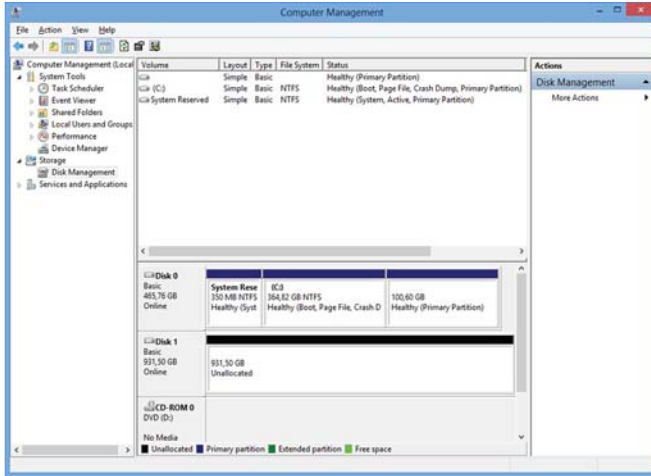 Computer Management
File Action View Help
Computer Management (Local
System Tools
Task Scheduler
Event Viewer
Shared Folders
Local Users and Groups
Performance
Device Manager
Storage
Disk Management
Services and Applications
Volume Layout Type File System Status
Simple Basic Healthy (Primary Partition)
(C:) Simple Basic NTFS Healthy (Boot, Page File, Crash Dump, Primary Partition)
System Reserved Simple Basic NTFS Healthy (System, Active, Primary Partition)
Actions
Disk Management
More Actions
Disk 0
Basic
465,76 GB
Online
System Rese
350 MB NTFS
Healthy (Syst
(C:)
364,82 GB NTFS
Healthy (Boot, Page File, Crash D
100,60 GB
Healthy (Primary Partition)
Disk 1
Basic
931,50 GB
Online
931,50 GB
Unallocated
CD-ROM 0
DVD (D:)
No Media
Unallocated Primary partition Extended partition Free space